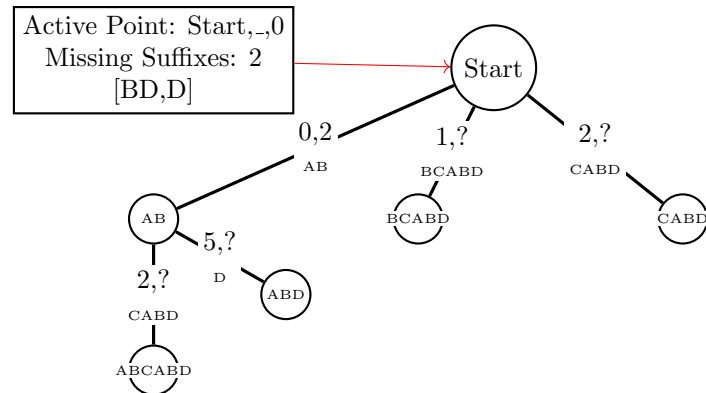 Active Point: Start,_,0
Missing Suffixes: 2
[BD,D]
Start
0,2
AB
1,?
BCABD
2,?
CABD
AB
BCABD
CABD
5,?
D
2,?
CABD
ABD
ABCABD